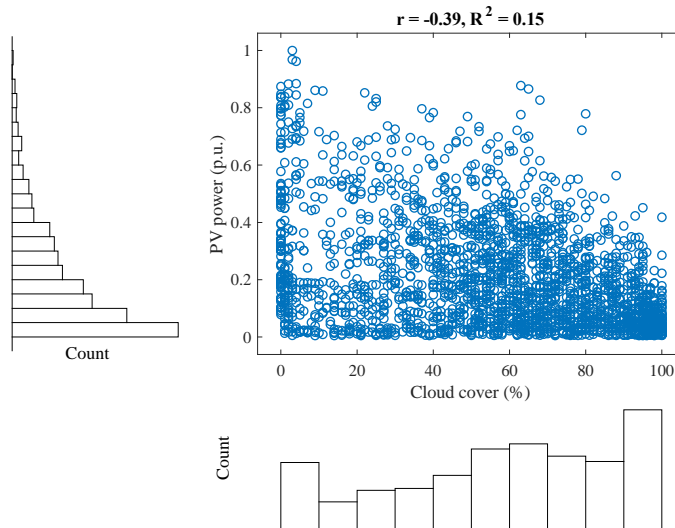 r = -0.39, R² = 0.15
1
0.8
0.6
0.4
0.2
0
PV power (p.u.)
0 20 40 60 80 100
Cloud cover (%)
Count
Count